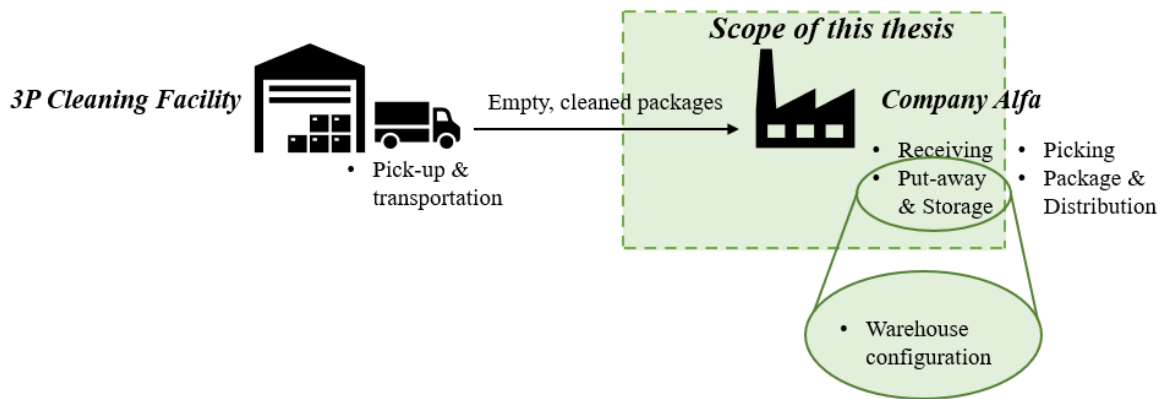 Scope of this thesis
3P Cleaning Facility
Empty, cleaned packages
Company Alfa
• Pick-up &
transportation
• Receiving
• Put-away
& Storage
• Picking
• Package &
Distribution
• Warehouse
configuration